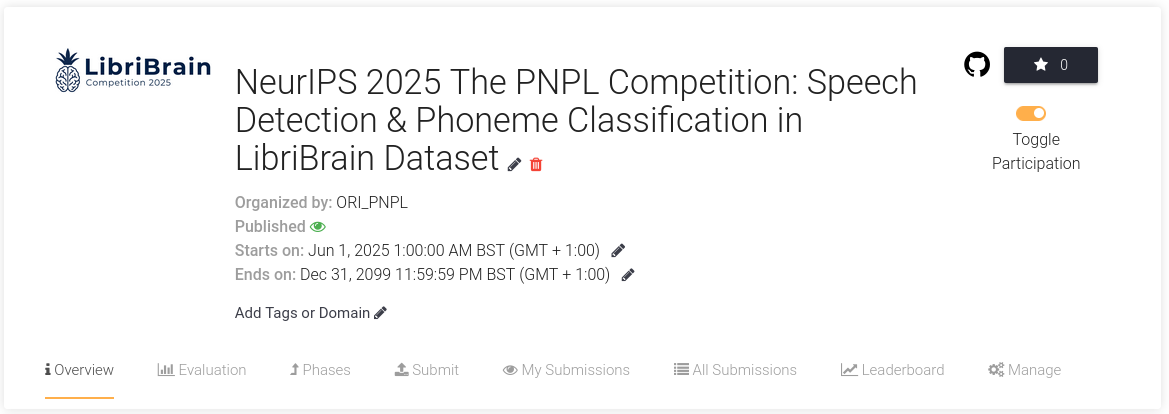 LibriBrain
Competition 2025
NeurIPS 2025 The PNPL Competition: Speech
Detection & Phoneme Classification in
LibriBrain Dataset
0
Toggle
Participation
Organized by: ORI_PNPL
Published
Starts on: Jun 1, 2025 1:00:00 AM BST (GMT + 1:00)
Ends on: Dec 31, 2099 11:59:59 PM BST (GMT + 1:00)
Add Tags or Domain
Overview Evaluation Phases Submit My Submissions All Submissions Leaderboard Manage